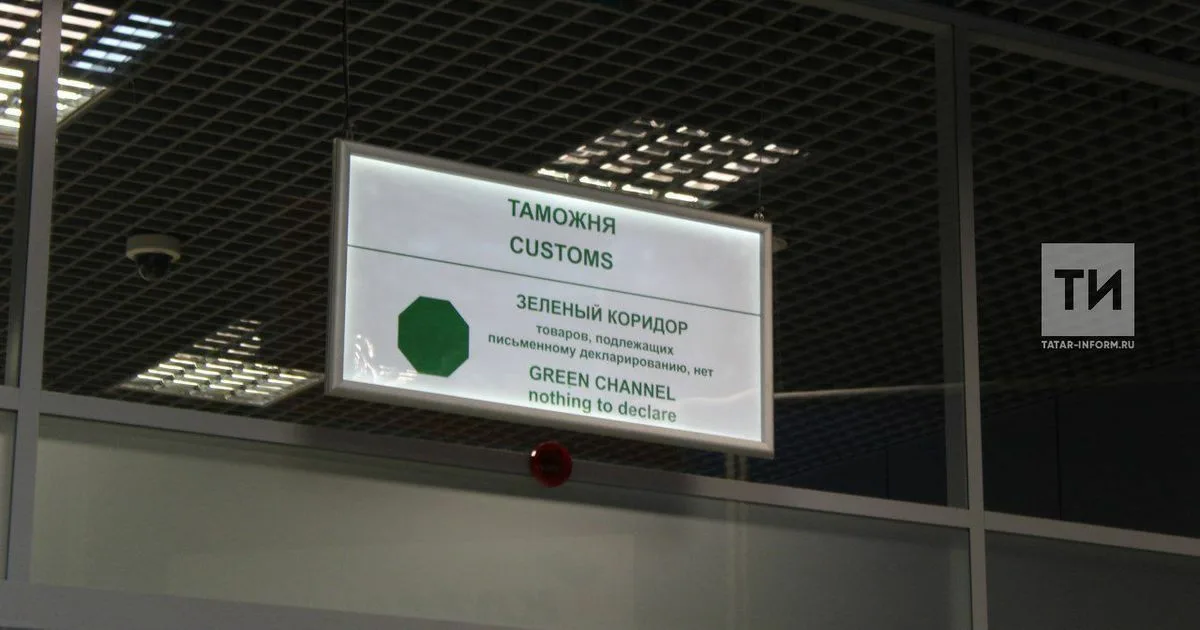 ТАМОЖНЯ
CUSTOMS
ЗЕЛЕНЫЙ КОРИДОР
товаров, подлежащих
письменному декларированию, нет
GREEN CHANNEL
nothing to declare
ТИ
TATAR-INFORM.RU